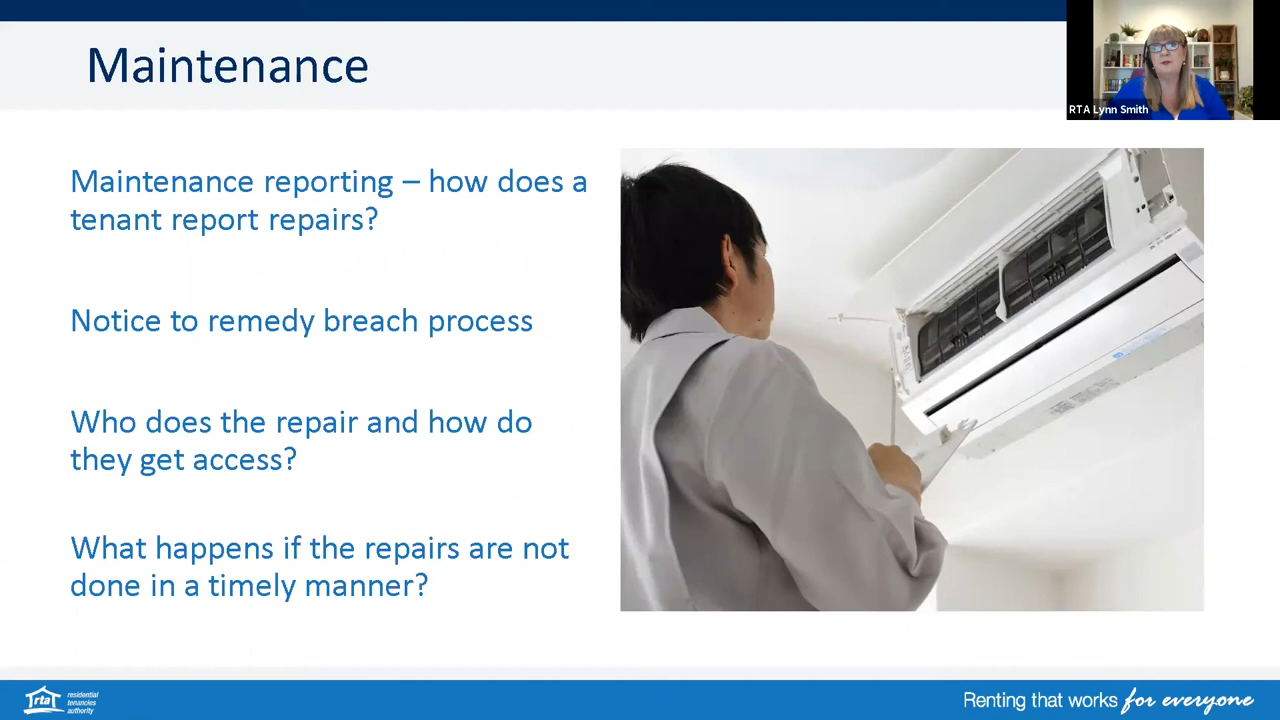 Maintenance
RTA Lynn Smith
Maintenance reporting – how does a
tenant report repairs?
Notice to remedy breach process
Who does the repair and how do
they get access?
What happens if the repairs are not
done in a timely manner?
rta
residential
tenancies
authority
Renting that works for everyone